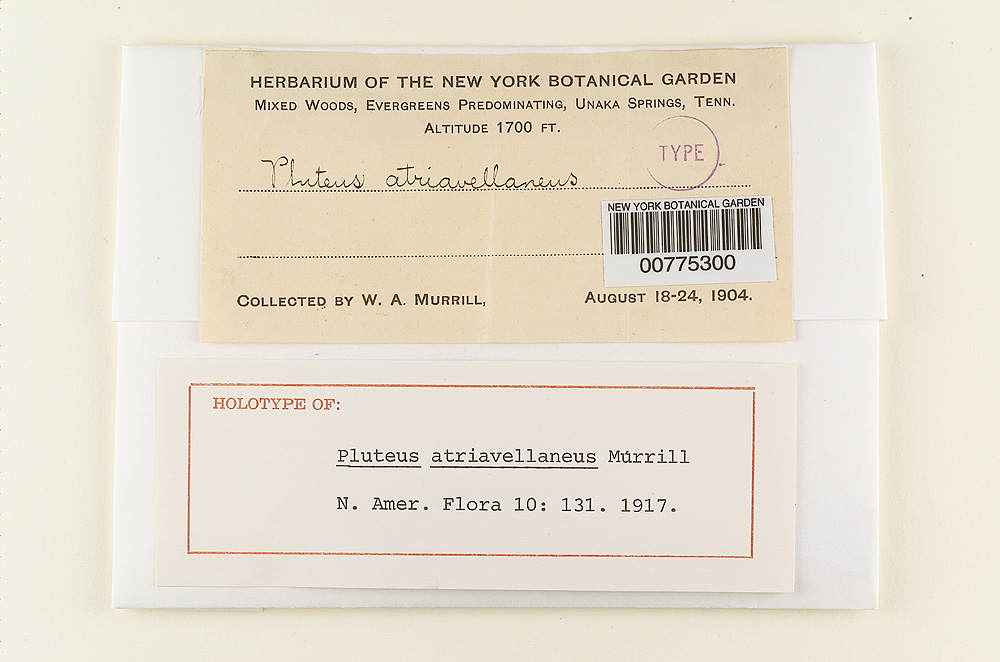 HERBARIUM OF THE NEW YORK BOTANICAL GARDEN
MIXED WOODS, EVERGREENS PREDOMINATING, UNAKA SPRINGS, TENN.
ALTITUDE 1700 FT.
TYPE
Pluteus atriavellaneus
NEW YORK BOTANICAL GARDEN
00775300
COLLECTED BY W. A. MURRILL,
AUGUST 18-24, 1904.
HOLOTYPE OF:
Pluteus atriavellaneus Murrill
N. Amer. Flora 10: 131. 1917.